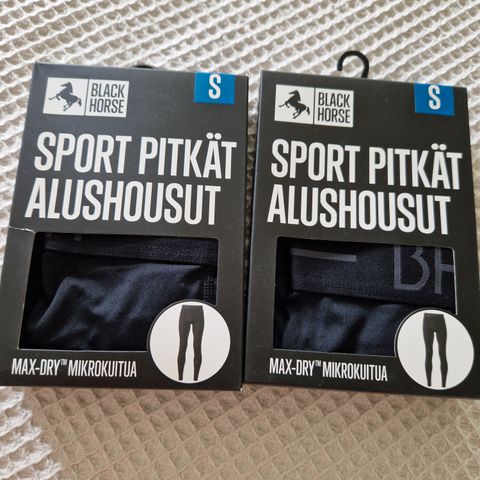 BLACK
HORSE
S
SPORT PITKÄT
ALUSHOUSUT
MAX-DRY™ MIKROKUITUA
BLACK
HORSE
S
SPORT PITKÄT
ALUSHOUSUT
BH
MAX-DRY™ MIKROKUITUA